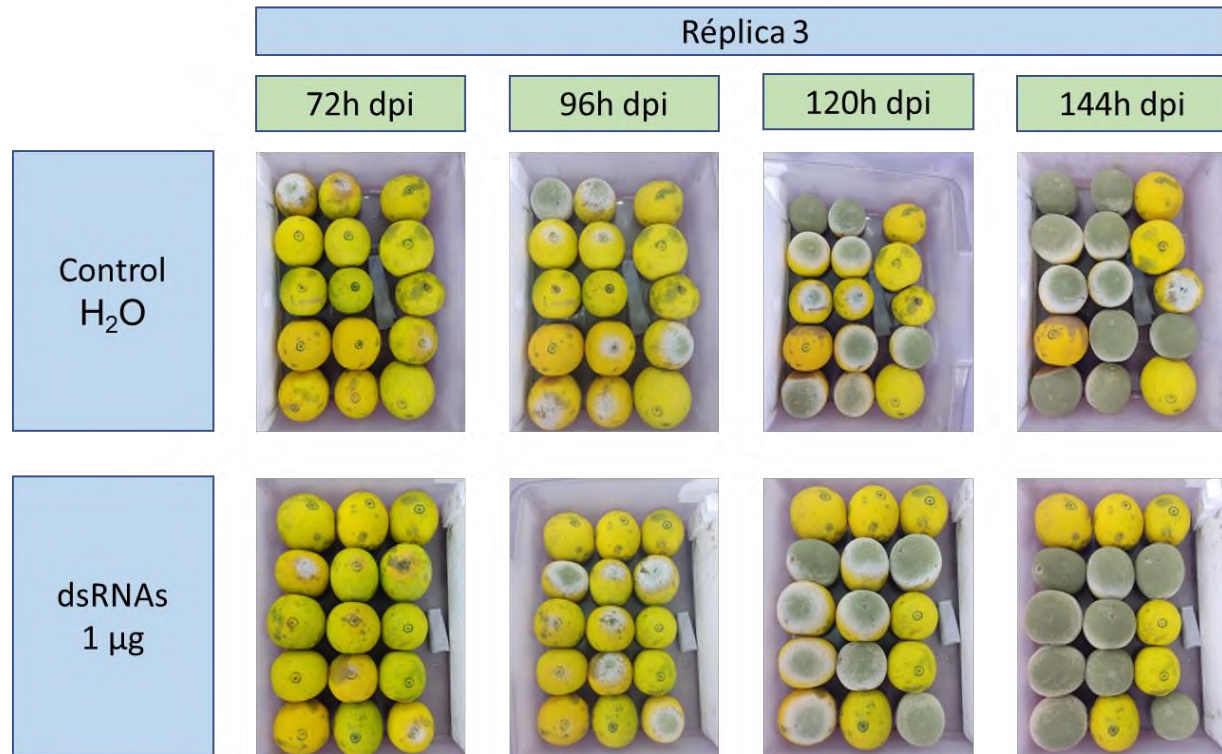 Réplica 3
72h dpi
96h dpi
120h dpi
144h dpi
Control
H₂O
dsRNAs
1 µg